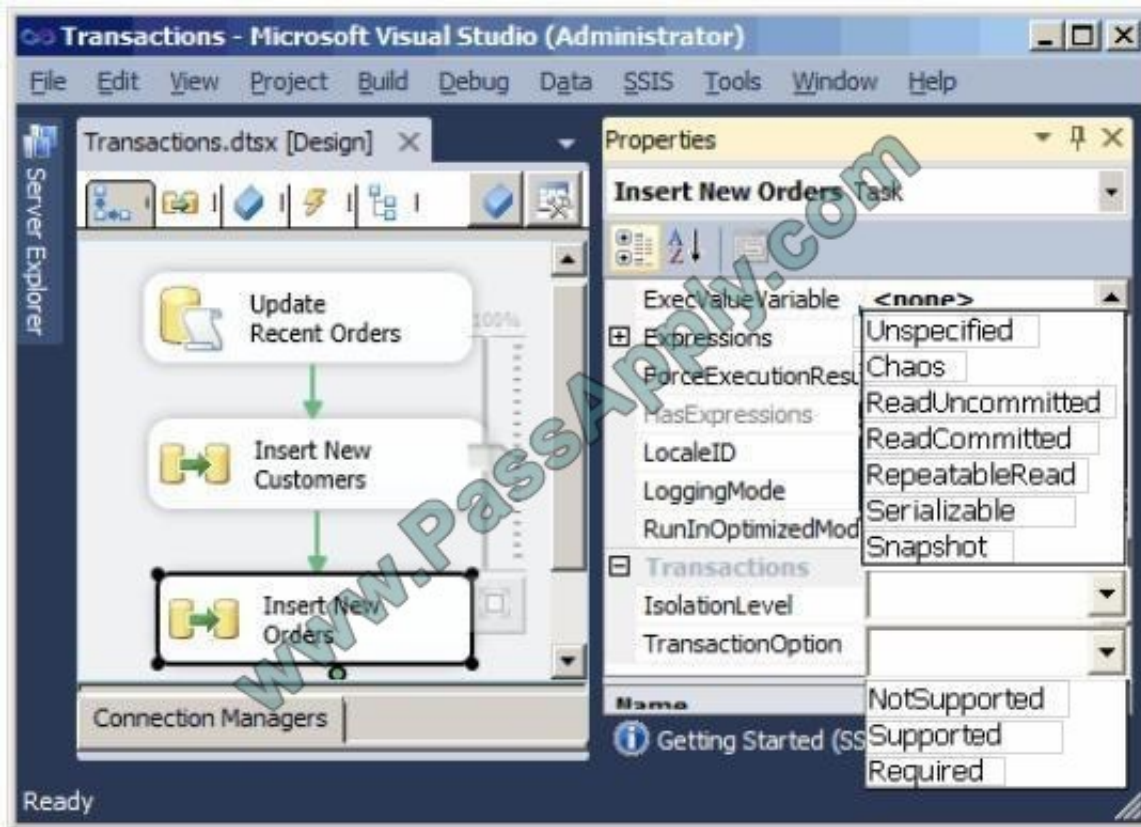 Transactions - Microsoft Visual Studio (Administrator)
File Edit View Project Build Debug Data SSIS Tools Window Help
Server Explorer
Transactions.dtsx [Design]
Update
Recent Orders
100%
Insert New
Customers
Insert New
Orders
Connection Managers
Properties
Insert New Orders Task
ExecValueVariable <none>
Expressions
ForceExecutionResu
HasExpressions
LocaleID
LoggingMode
RunInOptimizedMod
Unspecified
Chaos
ReadUncommitted
ReadCommitted
RepeatableRead
Serializable
Snapshot
Transactions
IsolationLevel
TransactionOption
NotSupported
Supported
Required
Name
Getting Started (SS
Ready
www.PassApply.com